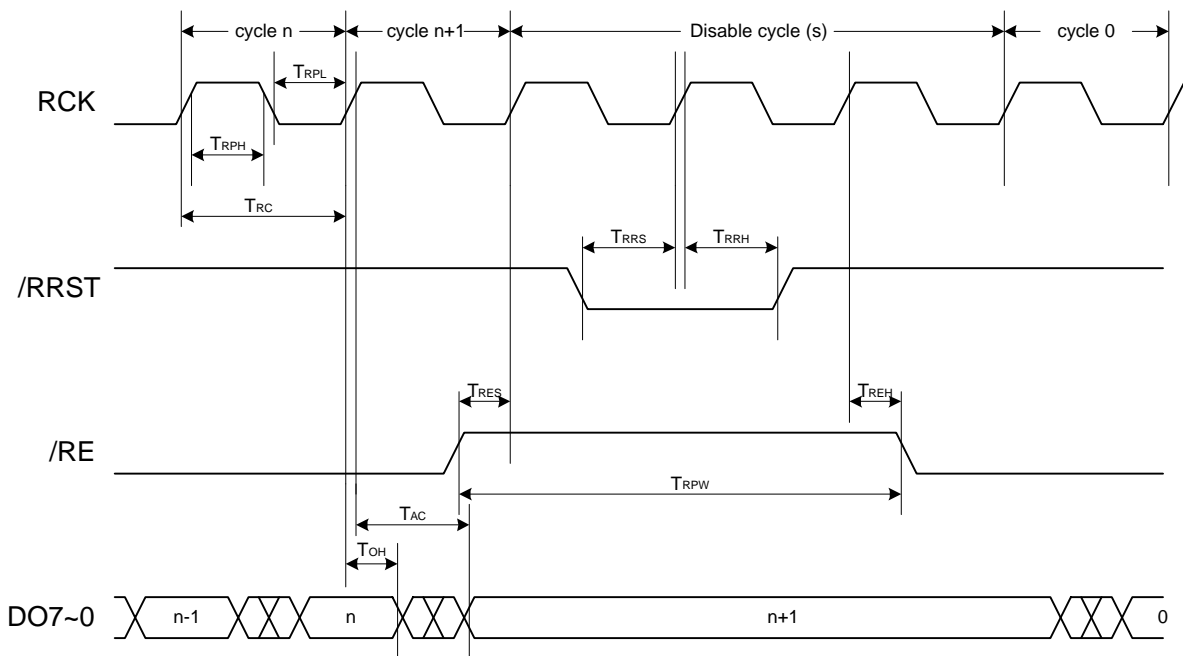 cycle n
cycle n+1
Disable cycle (s)
cycle 0
RCK
TRPL
TRPH
TRC
/RRST
TRRS
TRRH
/RE
TRES
TREH
TRPW
TAC
TOH
DO7~0
n-1
n
n+1
0